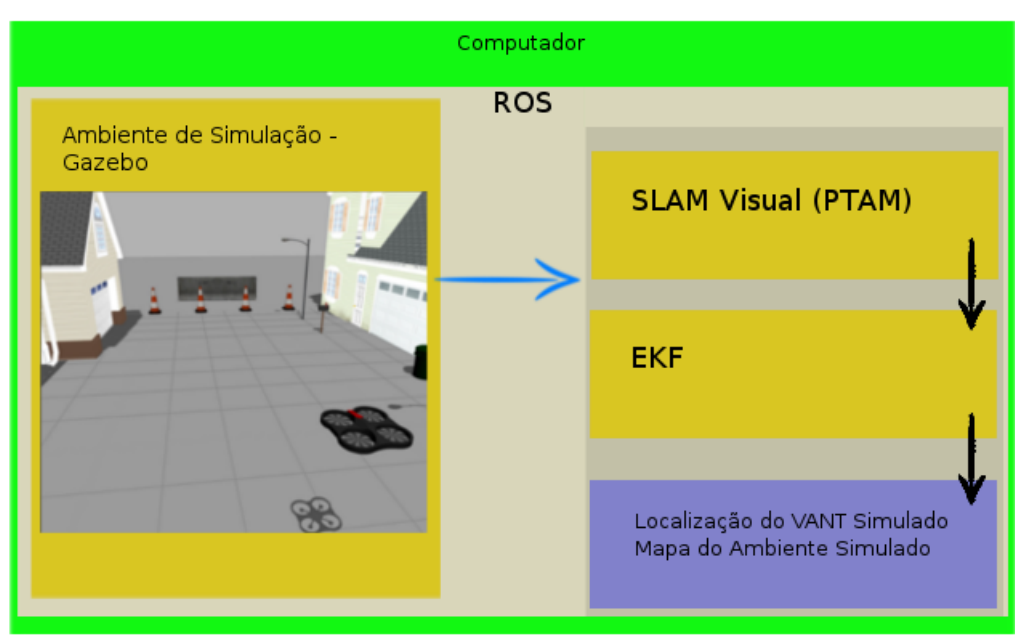 Computador
ROS
Ambiente de Simulação -
Gazebo
SLAM Visual (PTAM)
EKF
Localização do VANT Simulado
Mapa do Ambiente Simulado